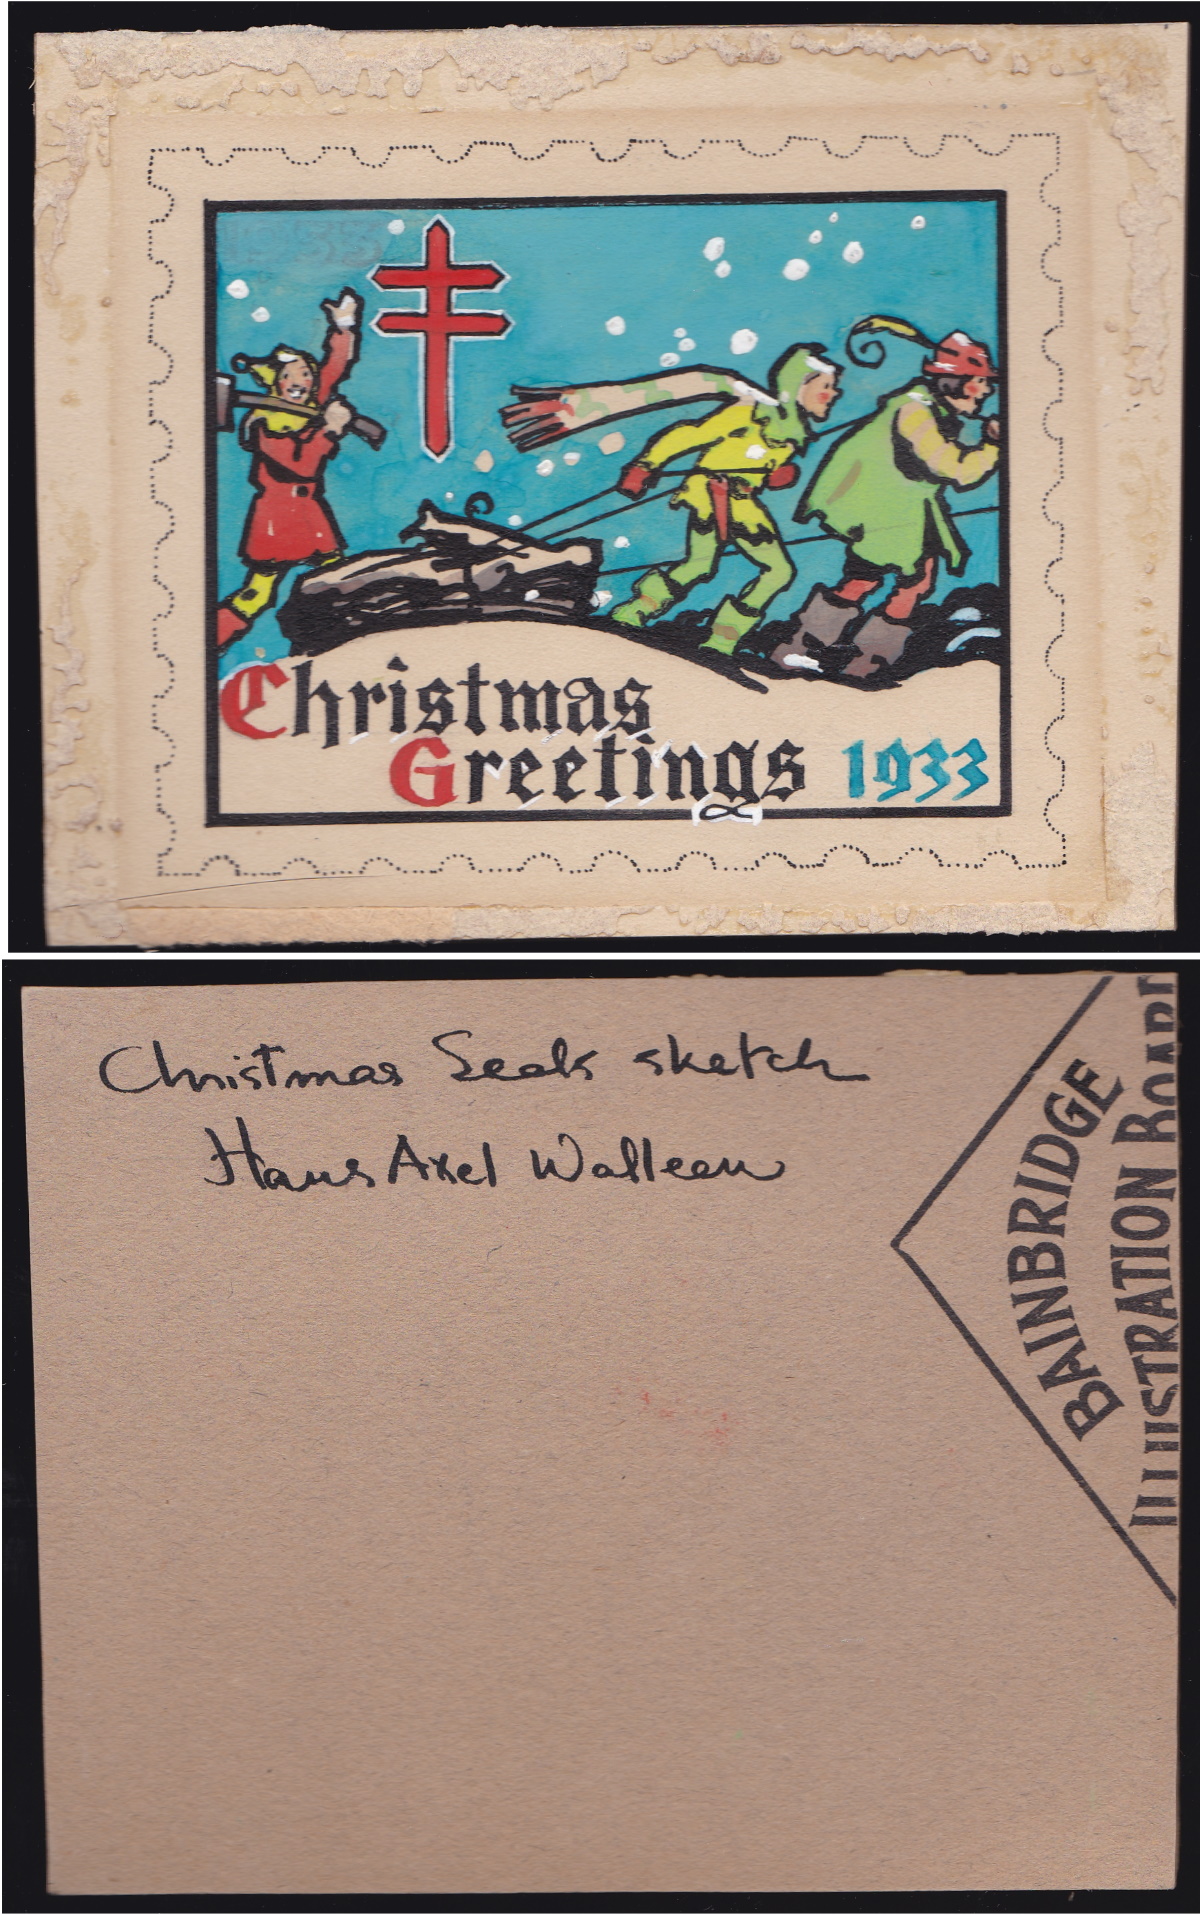 Christmas
Greetings 1933
Christmas Seals sketch
Hans Axel Walleen
BAINBRIDGE
ILLUSTRATION BOARD